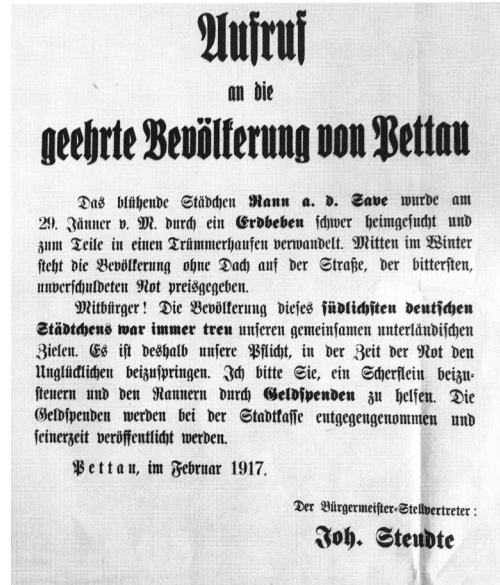 Aufruf
an die
geehrte Bevölkerung von Pettau
Das blühende Städchen Rann a. d. Save wurde am
29. Jänner v. M. durch ein Erdbeben schwer heimgesucht und
zum Teile in einen Trümmerhaufen verwandelt. Mitten im Winter
steht die Bevölkerung ohne Dach auf der Straße, der bittersten,
unverschuldeten Not preisgegeben.
Mitbürger! Die Bevölkerung dieses südlichsten deutschen
Städtchens war immer treu unseren gemeinsamen unterländischen
Zielen. Es ist deshalb unsere Pflicht, in der Zeit der Not den
Unglücklichen beizuspringen. Ich bitte Sie, ein Scherflein beizu-
steuern und den Rannern durch Geldspenden zu helfen. Die
Geldspenden werden bei der Stadtkasse entgegengenommen und
seinerzeit veröffentlicht werden.
Pettau, im Februar 1917.
Der Bürgermeister-Stellvertreter:
Joh. Steudte